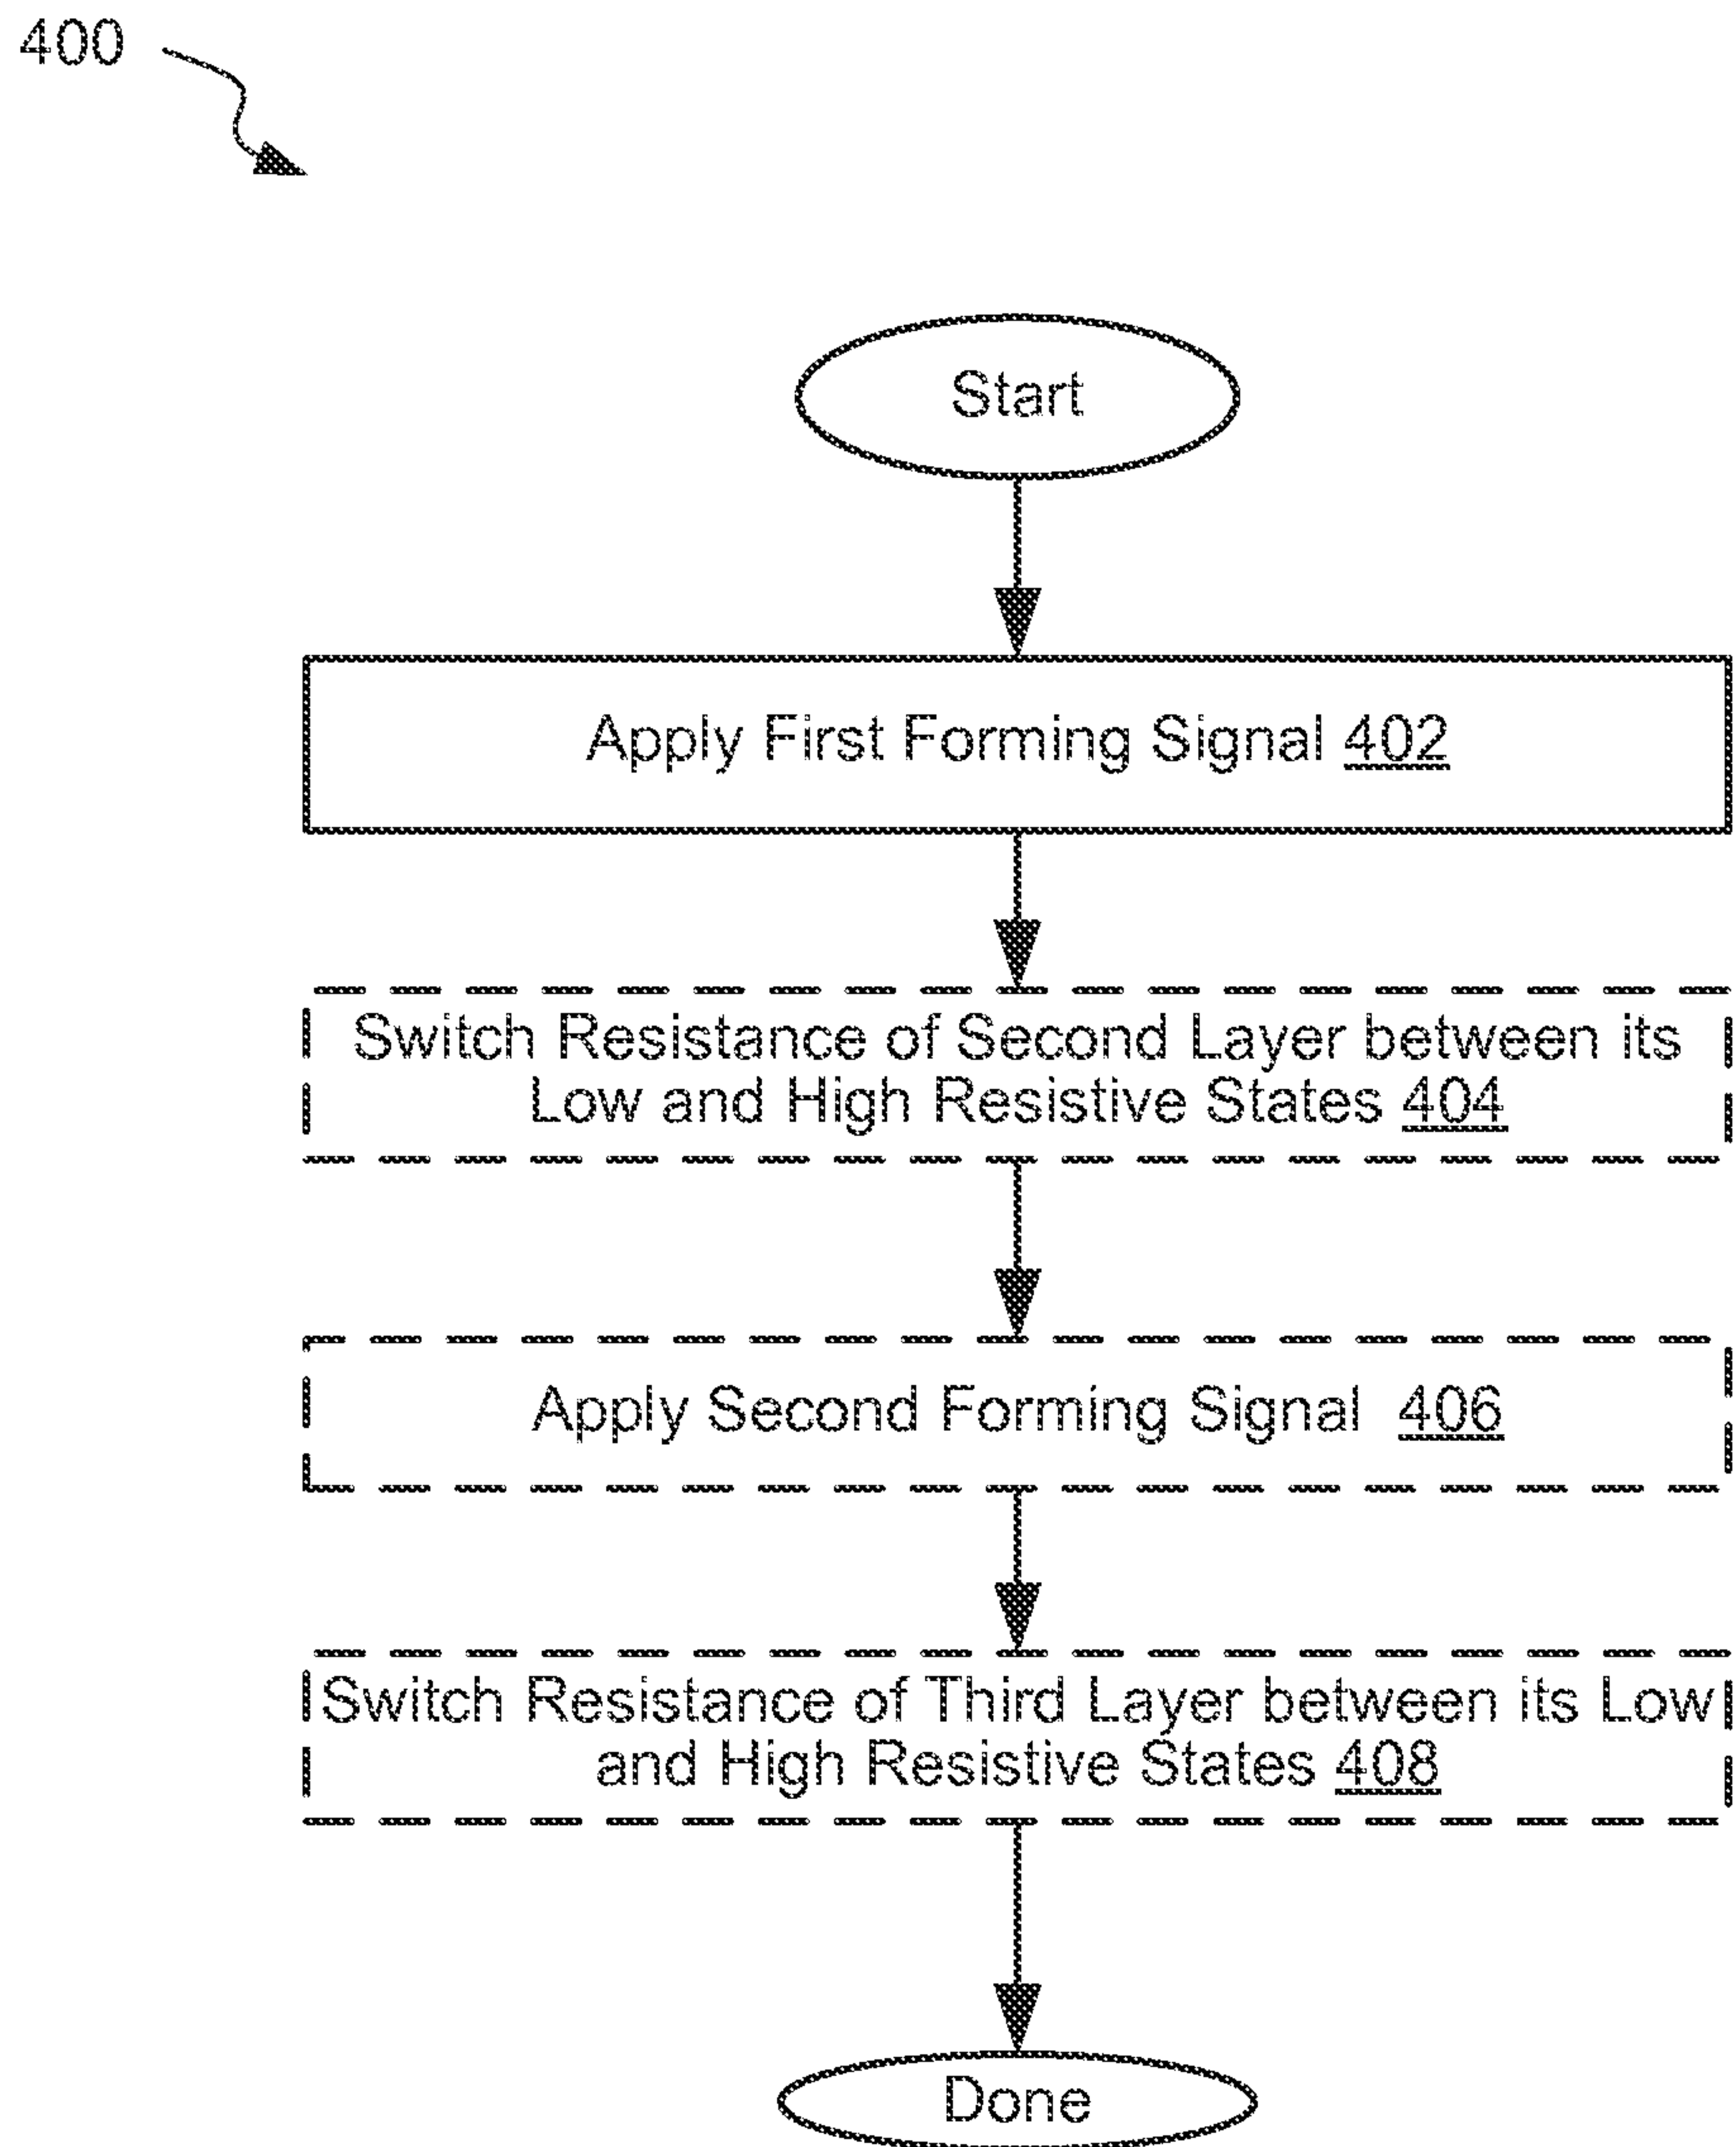 400
Start
Apply First Forming Signal 402
Switch Resistance of Second Layer between its
Low and High Resistive States 404
Apply Second Forming Signal 406
Switch Resistance of Third Layer between its Low
and High Resistive States 408
Done